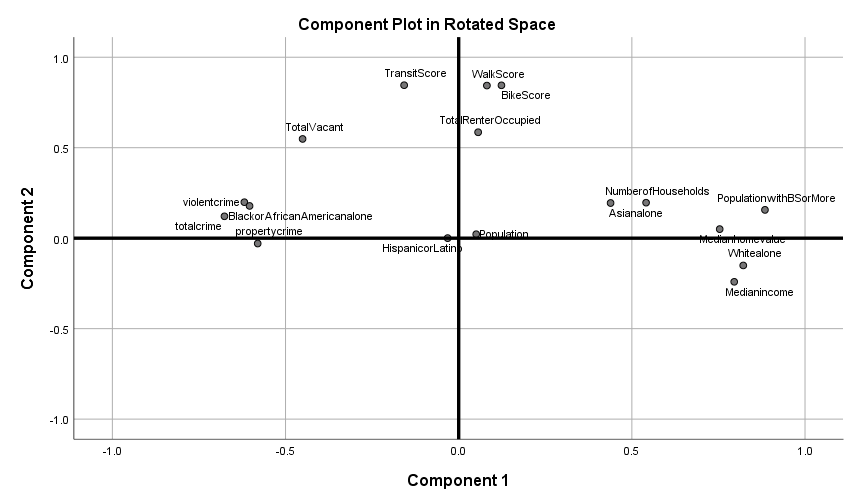 Component Plot in Rotated Space
1.0
TransitScore
WalkScore
BikeScore
TotalRenterOccupied
TotalVacant
0.5
Component 2
NumberofHouseholds
PopulationwithBSorMore
violentcrime
BlackorAfricanAmericanalone
Asianalone
totalcrime
propertycrime
Population
0.0
Medianhomevalue
HispanicorLatino
Whitealone
Medianincome
-0.5
-1.0
-1.0 -0.5 0.0 0.5 1.0
Component 1